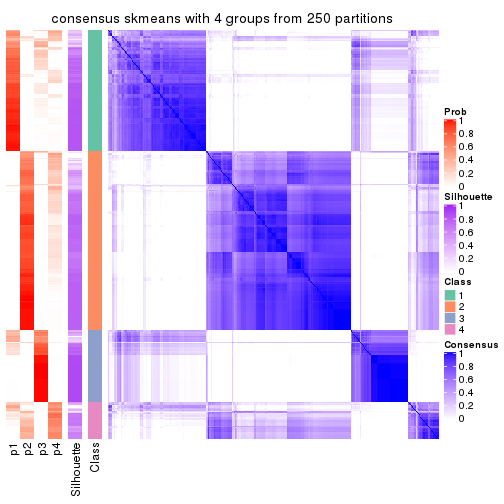 consensus skmeans with 4 groups from 250 partitions
Prob
1
0.8
0.6
0.4
0.2
0
Silhouette
1
0.8
0.6
0.4
0.2
0
Class
1
2
3
4
Consensus
1
0.8
0.6
0.4
0.2
0
p1
p2
p3
p4
Silhouette
Class